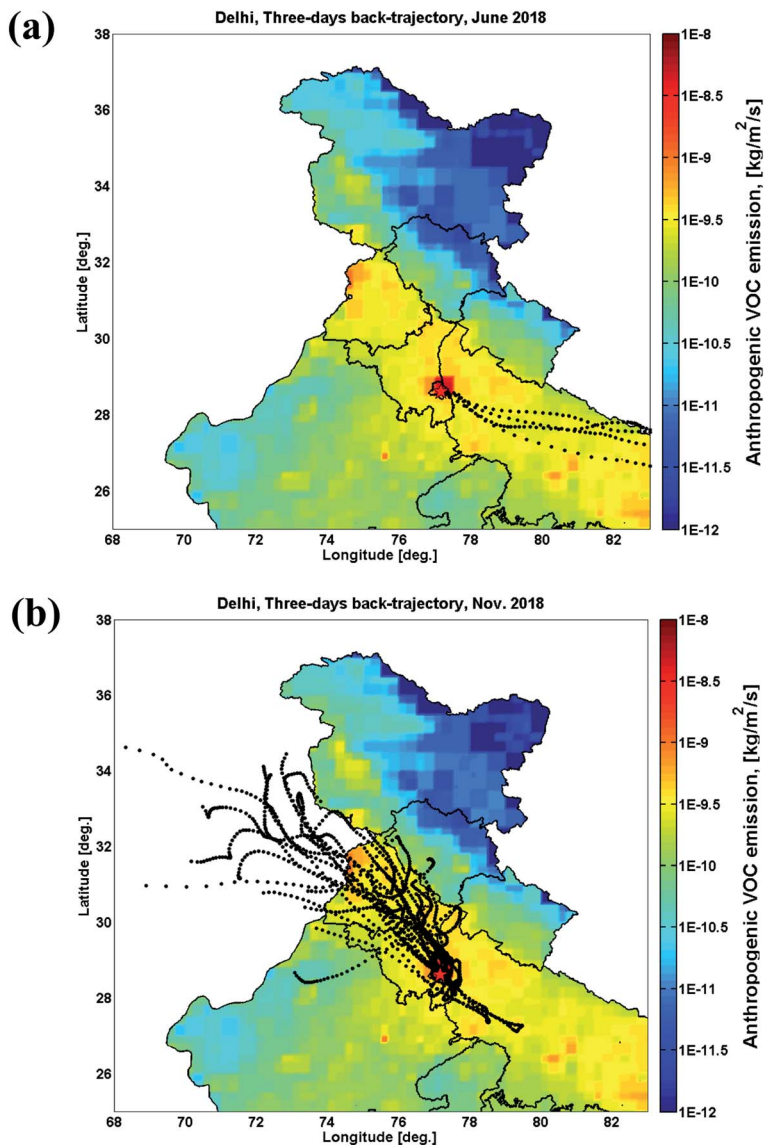 (a)
Delhi, Three-days back-trajectory, June 2018
38
36
34
32
30
28
26
Latitude [deg.]
68 70 72 74 76 78 80 82
Longitude [deg.]
1E-8
1E-8.5
1E-9
1E-9.5
1E-10
1E-10.5
1E-11
1E-11.5
1E-12
Anthropogenic VOC emission, [kg/m²/s]
(b)
Delhi, Three-days back-trajectory, Nov. 2018
38
36
34
32
30
28
26
Latitude [deg.]
68 70 72 74 76 78 80 82
Longitude [deg.]
1E-8
1E-8.5
1E-9
1E-9.5
1E-10
1E-10.5
1E-11
1E-11.5
1E-12
Anthropogenic VOC emission, [kg/m²/s]